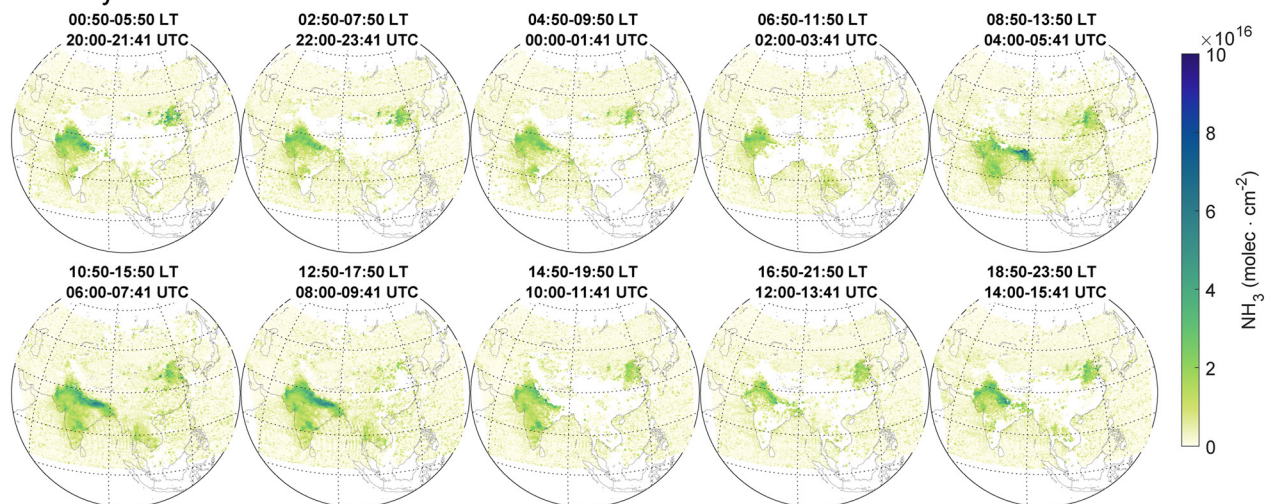 00:50-05:50 LT
20:00-21:41 UTC
02:50-07:50 LT
22:00-23:41 UTC
04:50-09:50 LT
00:00-01:41 UTC
06:50-11:50 LT
02:00-03:41 UTC
08:50-13:50 LT
04:00-05:41 UTC
×10¹⁶
10
8
6
4
2
0
NH₃ (molec · cm⁻²)
10:50-15:50 LT
06:00-07:41 UTC
12:50-17:50 LT
08:00-09:41 UTC
14:50-19:50 LT
10:00-11:41 UTC
16:50-21:50 LT
12:00-13:41 UTC
18:50-23:50 LT
14:00-15:41 UTC